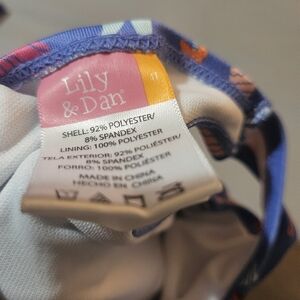 Lily
& Dan
SHELL: 92% POLYESTER/
8% SPANDEX
LINING: 100% POLYESTER
TELA EXTERIOR: 92% POLIÉSTER/
8% SPANDEX
FORRO: 100% POLIÉSTER
MADE IN CHINA
HECHO EN CHINA